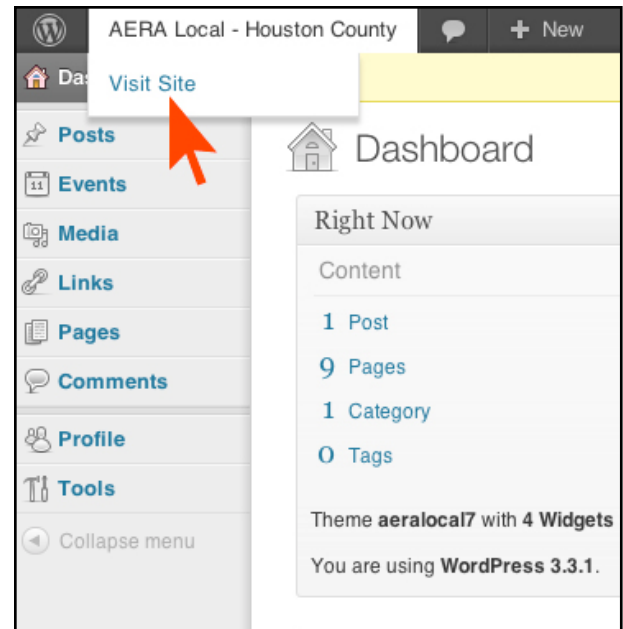 AERA Local - Houston County
New
Visit Site
Posts
11 Events
Media
Links
Pages
Comments
Profile
Tools
Collapse menu
Dashboard
Right Now
Content
1 Post
9 Pages
1 Category
0 Tags
Theme aeralocal7 with 4 Widgets
You are using WordPress 3.3.1.